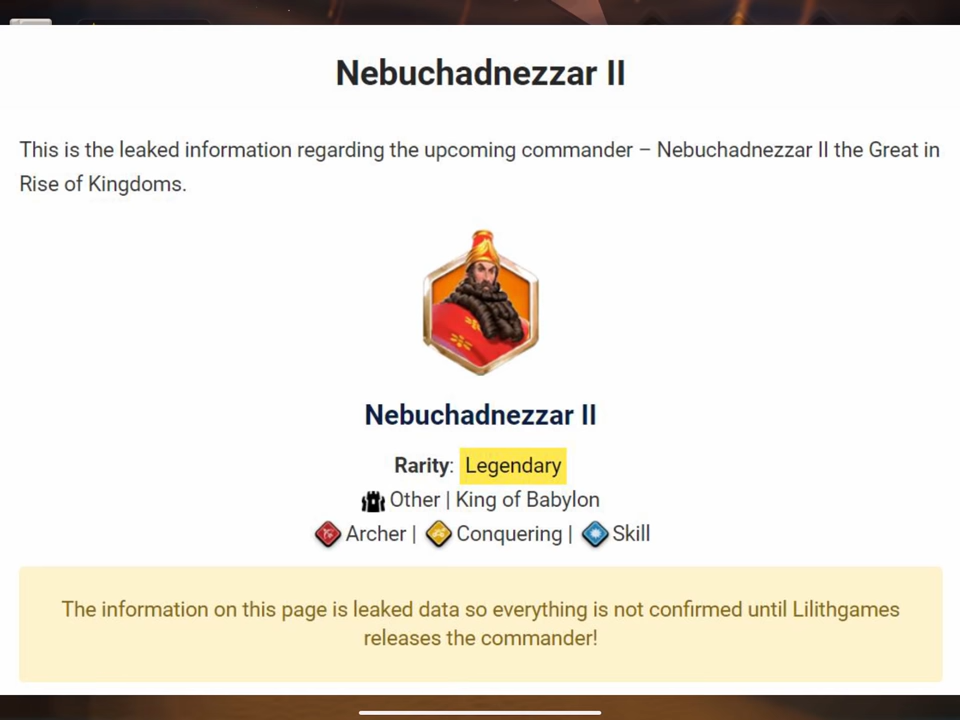 Nebuchadnezzar II
This is the leaked information regarding the upcoming commander – Nebuchadnezzar II the Great in
Rise of Kingdoms.
Nebuchadnezzar II
Rarity: Legendary
Other | King of Babylon
Archer | Conquering | Skill
The information on this page is leaked data so everything is not confirmed until Lilithgames
releases the commander!